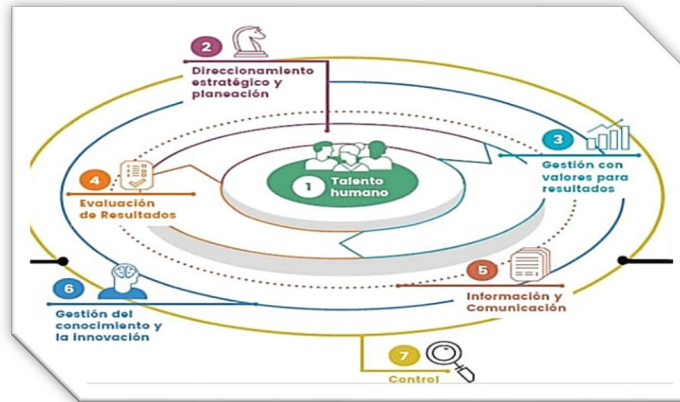 2
Direccionamiento
estratégico y
planeación
3
Gestión con
valores para
resultados
1
Talento
humano
4
Evaluación
de Resultados
5
Información y
Comunicación
6
Gestión del
conocimiento y
la innovación
7
Control